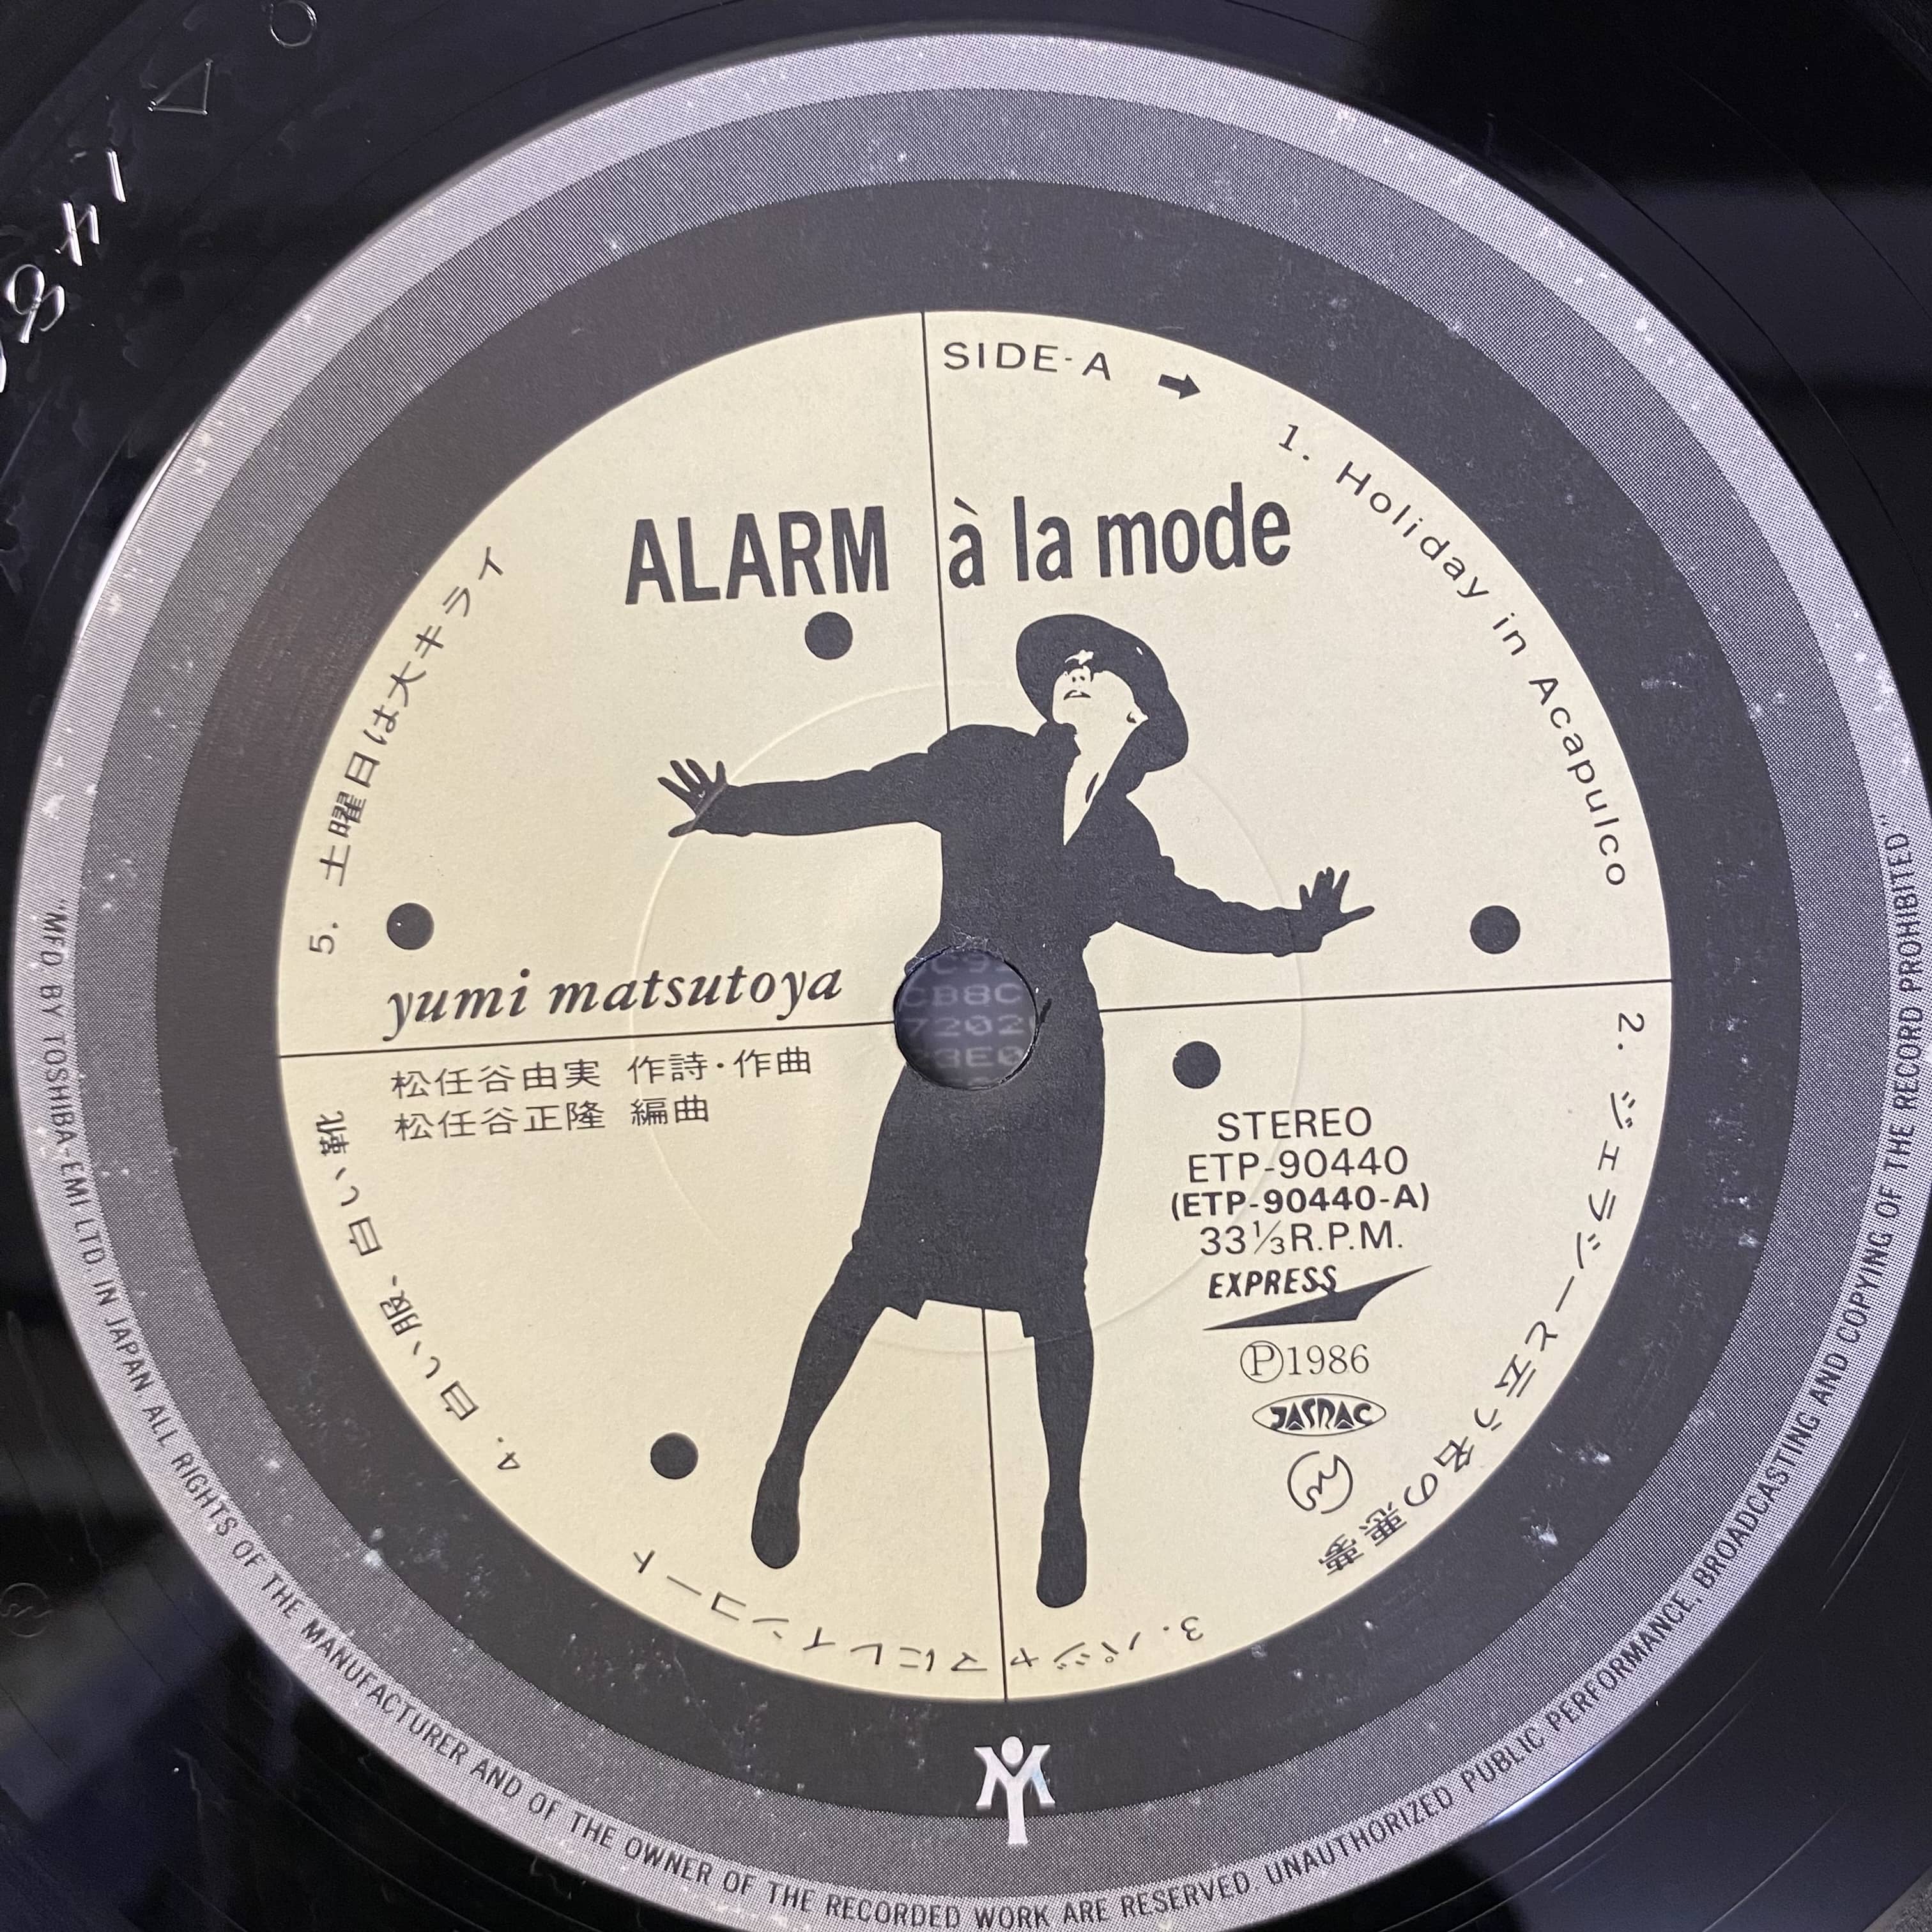 SIDE-A
ALARM à la mode
1. Holiday in Acapulco
2. ジェラシーと云う名の悪夢
3. パジャマにレインコート
4. 白い服、白い靴
5. 土曜日は大キライ
yumi matsutoya
松任谷由実 作詩・作曲
松任谷正隆 編曲
STEREO
ETP-90440
(ETP-90440-A)
33⅓R.P.M.
EXPRESS
Ⓟ1986
JASRAC
"MFD BY TOSHIBA-EMI LTD IN JAPAN ALL RIGHTS OF THE MANUFACTURER AND OF THE OWNER OF THE RECORDED WORK ARE RESERVED. UNAUTHORIZED PUBLIC PERFORMANCE, BROADCASTING AND COPYING OF THE RECORD PROHIBITED"
CB8C
7202
3E0